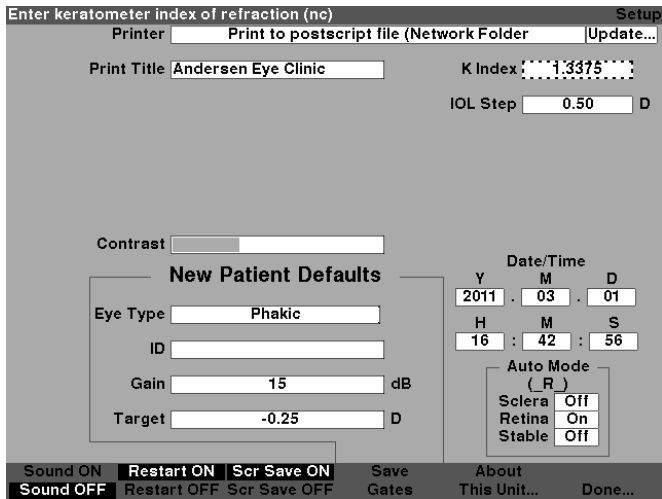 Enter keratometer index of refraction (nc) Setup
Printer Print to postscript file (Network Folder Update...
Print Title Andersen Eye Clinic K Index 1.3375
IOL Step 0.50 D
Contrast
Date/Time
New Patient Defaults
Y M D
2011 . 03 . 01
Eye Type Phakic
H M S
16 : 42 : 56
ID
Auto Mode
(_R_)
Gain 15 dB
Sclera Off
Retina On
Target -0.25 D
Stable Off
Sound ON Restart ON Scr Save ON Save About
Sound OFF Restart OFF Scr Save OFF Gates This Unit... Done...